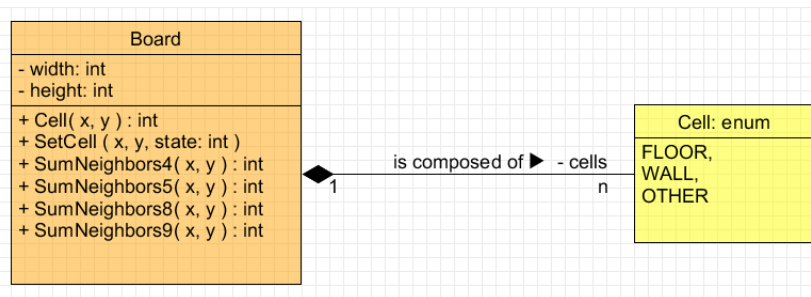 Board
- width: int
- height: int
+ Cell( x, y ) : int
+ SetCell ( x, y, state: int )
+ SumNeighbors4( x, y ) : int
+ SumNeighbors5( x, y ) : int
+ SumNeighbors8( x, y ) : int
+ SumNeighbors9( x, y ) : int
is composed of ▶ - cells
1
n
Cell: enum
FLOOR,
WALL,
OTHER